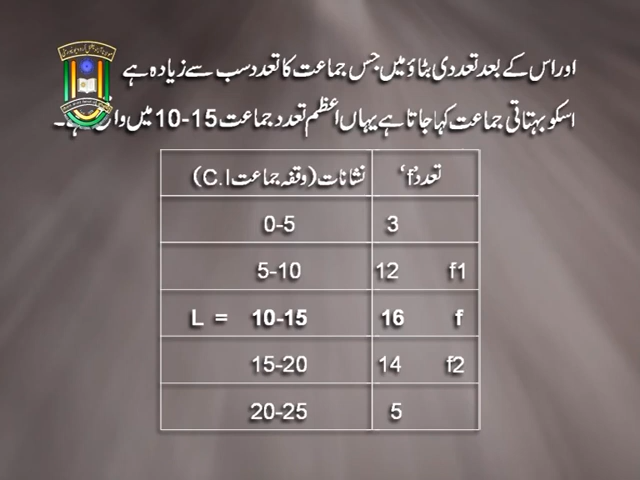 اور اس کے بعد تعددی بٹاؤ میں جس جماعت کا تعدد سب سے زیادہ ہے
اسکو بہتاتی جماعت کہا جاتا ہے یہاں اعظم تعدد جماعت 15-10 میں
تعدد 'f' نشانات (وقفہ جماعت C.I)
0-5 3
5-10 12 f1
L = 10-15 16 f
15-20 14 f2
20-25 5